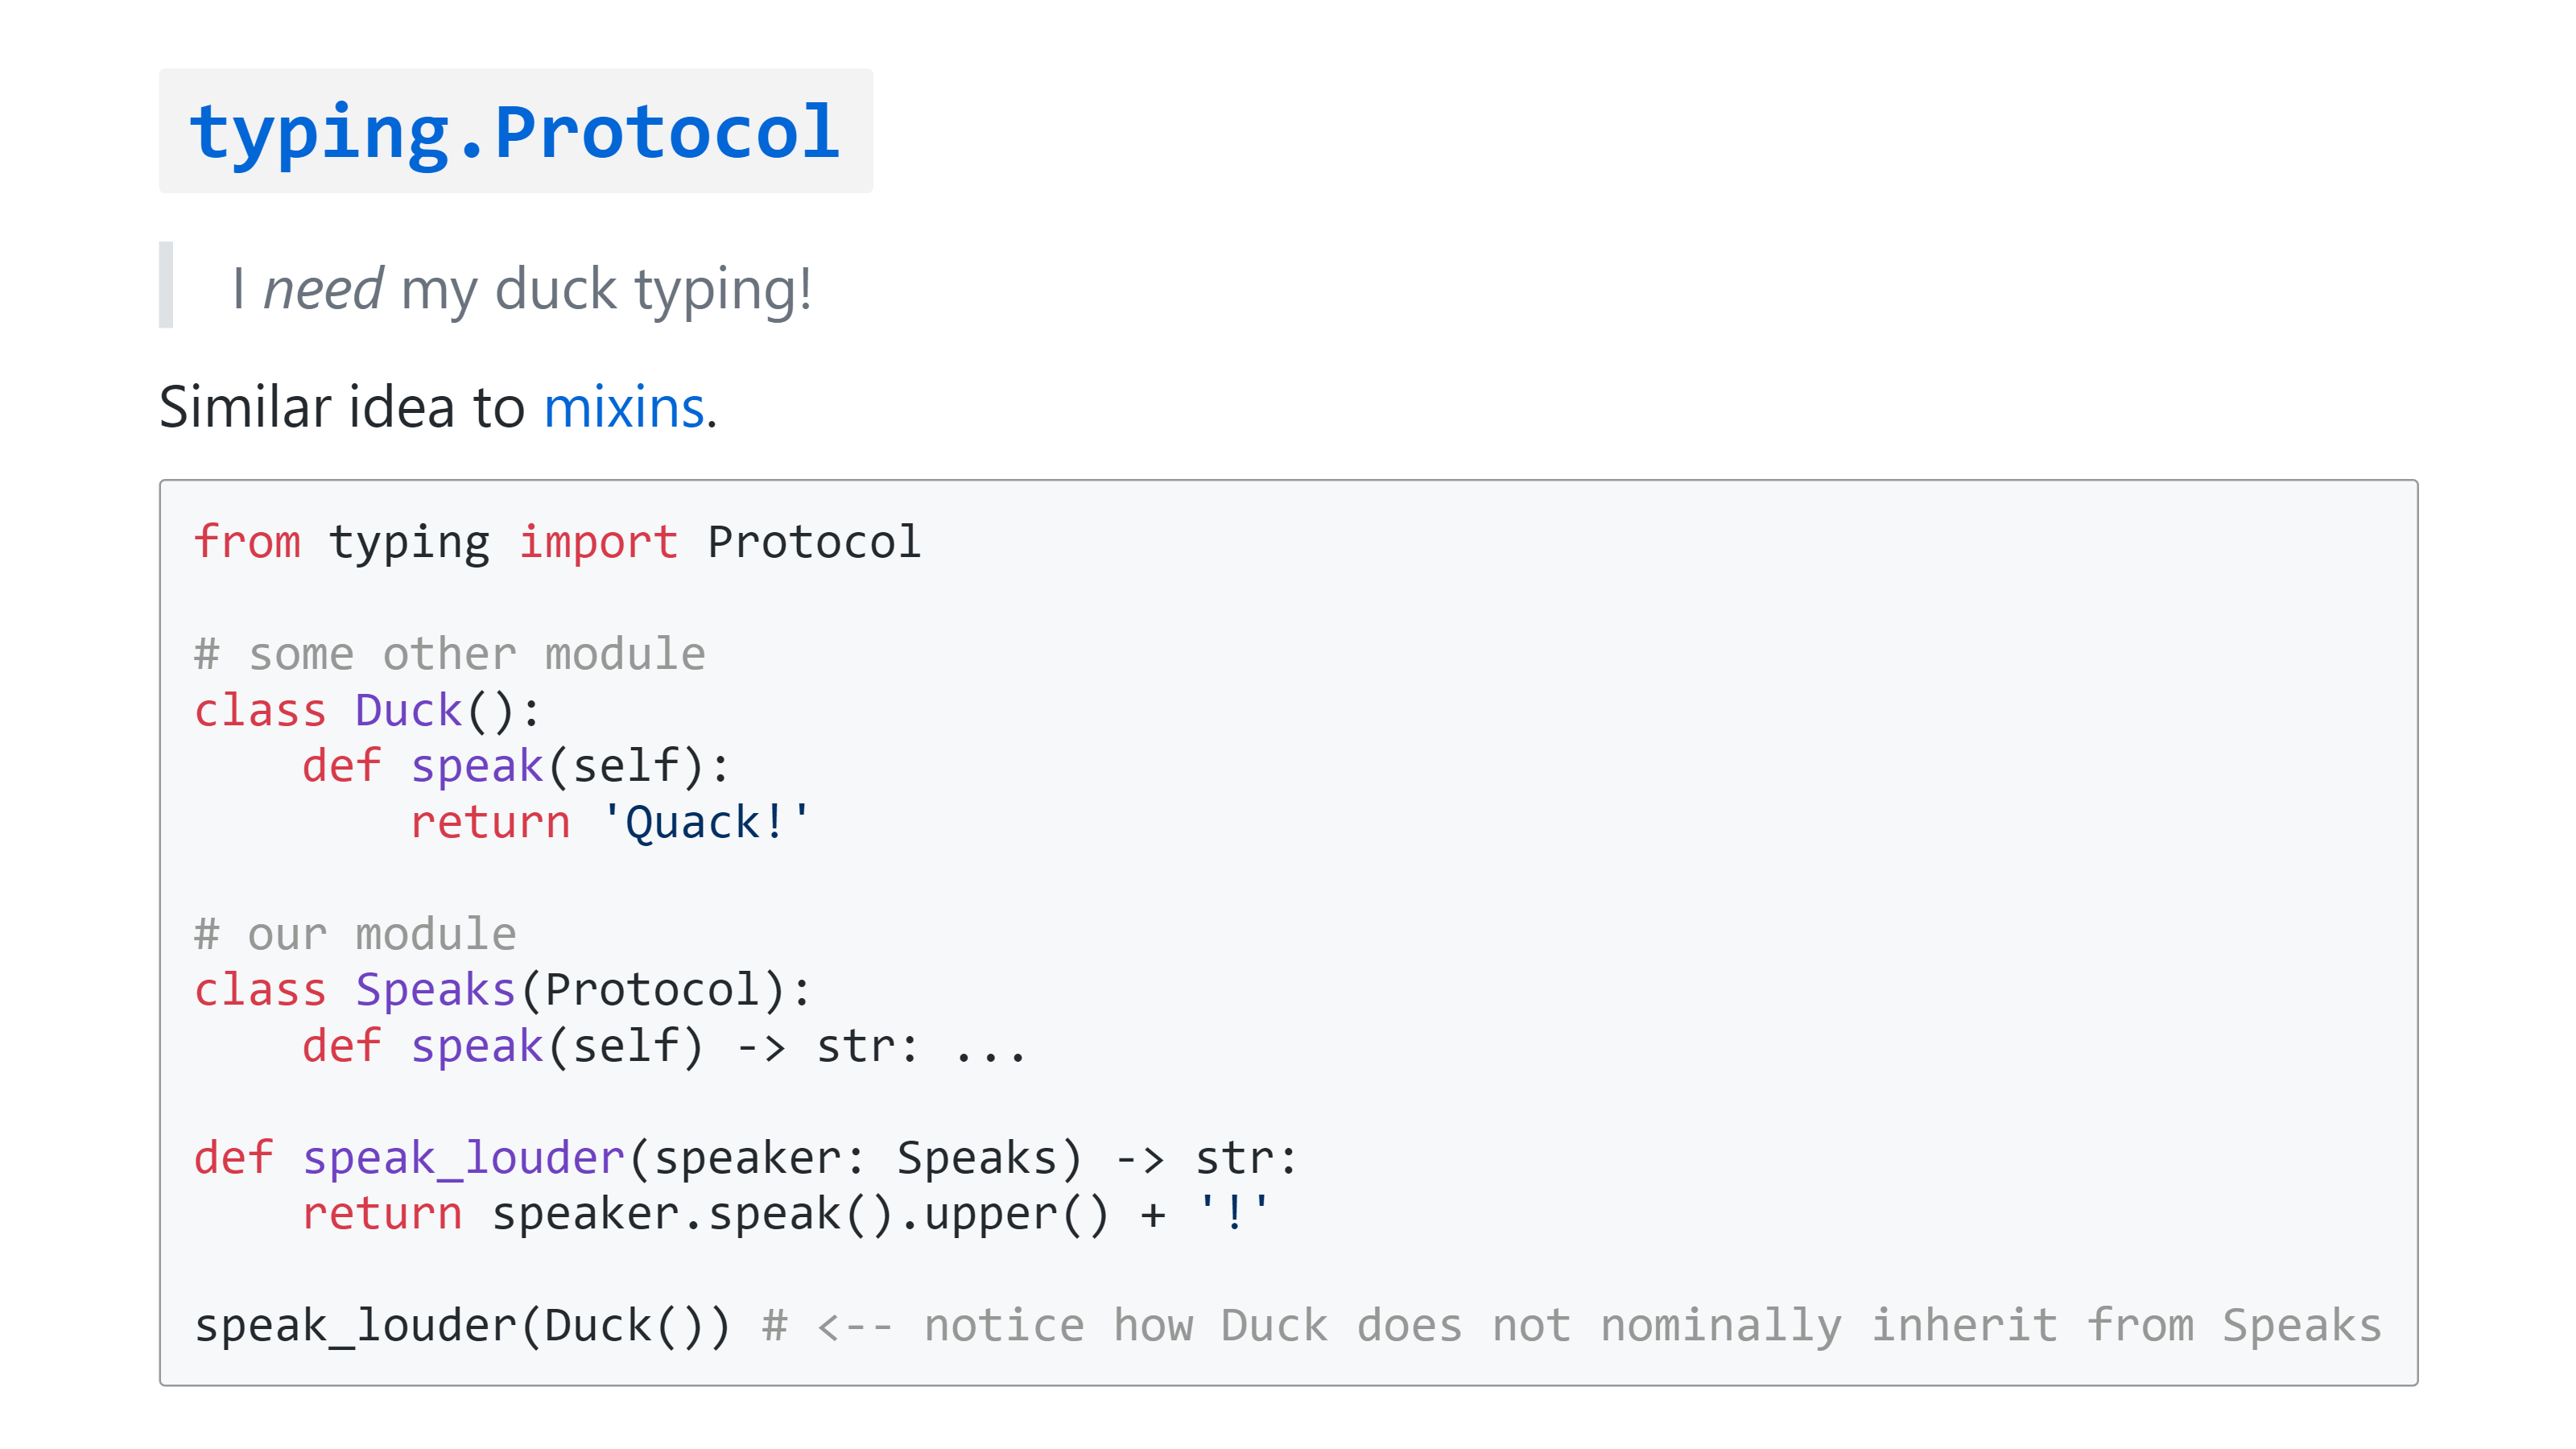 typing.Protocol
I need my duck typing!
Similar idea to mixins.
from typing import Protocol
# some other module
class Duck():
    def speak(self):
        return 'Quack!'
# our module
class Speaks(Protocol):
    def speak(self) -> str: ...
def speak_louder(speaker: Speaks) -> str:
    return speaker.speak().upper() + '!'
speak_louder(Duck()) # <-- notice how Duck does not nominally inherit from Speaks